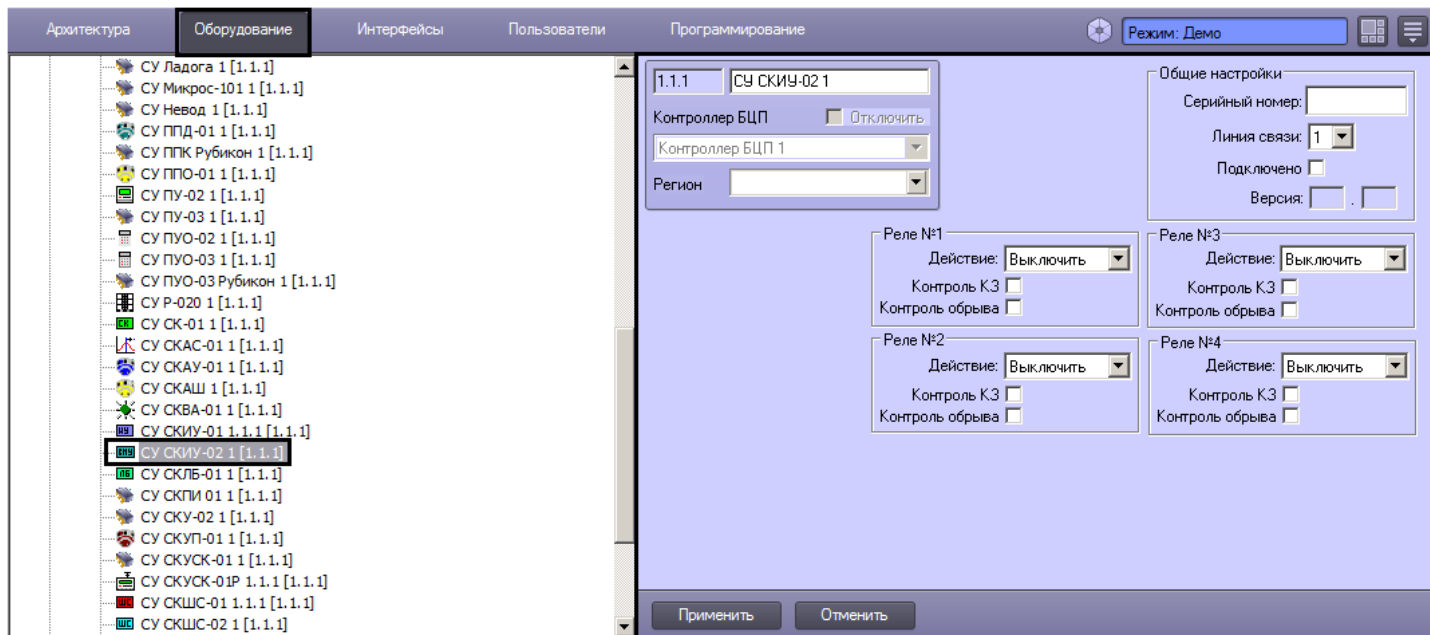 Архитектура Оборудование Интерфейсы Пользователи Программирование Режим: Демо
СУ Ладога 1 [1.1.1]
СУ Микрос-101 1 [1.1.1]
СУ Невод 1 [1.1.1]
СУ ППД-01 1 [1.1.1]
СУ ППК Рубикон 1 [1.1.1]
СУ ППО-01 1 [1.1.1]
СУ ПУ-02 1 [1.1.1]
СУ ПУ-03 1 [1.1.1]
СУ ПУО-02 1 [1.1.1]
СУ ПУО-03 1 [1.1.1]
СУ ПУО-03 Рубикон 1 [1.1.1]
СУ Р-020 1 [1.1.1]
СК СУ СК-01 1 [1.1.1]
СУ СКАС-01 1 [1.1.1]
СУ СКАУ-01 1 [1.1.1]
СУ СКАШ 1 [1.1.1]
СУ СКВА-01 1 [1.1.1]
ИУ СУ СКИУ-01 1.1.1 [1.1.1]
СУ СКИУ-02 1 [1.1.1]
ЛБ СУ СКЛБ-01 1 [1.1.1]
СУ СКПИ 01 1 [1.1.1]
СУ СКУ-02 1 [1.1.1]
СУ СКУП-01 1 [1.1.1]
СУ СКУСК-01 1 [1.1.1]
СУ СКУСК-01Р 1.1.1 [1.1.1]
ШС СУ СКШС-01 1.1.1 [1.1.1]
ШС СУ СКШС-02 1 [1.1.1]
1.1.1 СУ СКИУ-02 1
Контроллер БЦП Отключить
Контроллер БЦП 1
Регион
Общие настройки
Серийный номер:
Линия связи: 1
Подключено
Версия: .
Реле №1
Действие: Выключить
Контроль КЗ
Контроль обрыва
Реле №3
Действие: Выключить
Контроль КЗ
Контроль обрыва
Реле №2
Действие: Выключить
Контроль КЗ
Контроль обрыва
Реле №4
Действие: Выключить
Контроль КЗ
Контроль обрыва
Применить Отменить